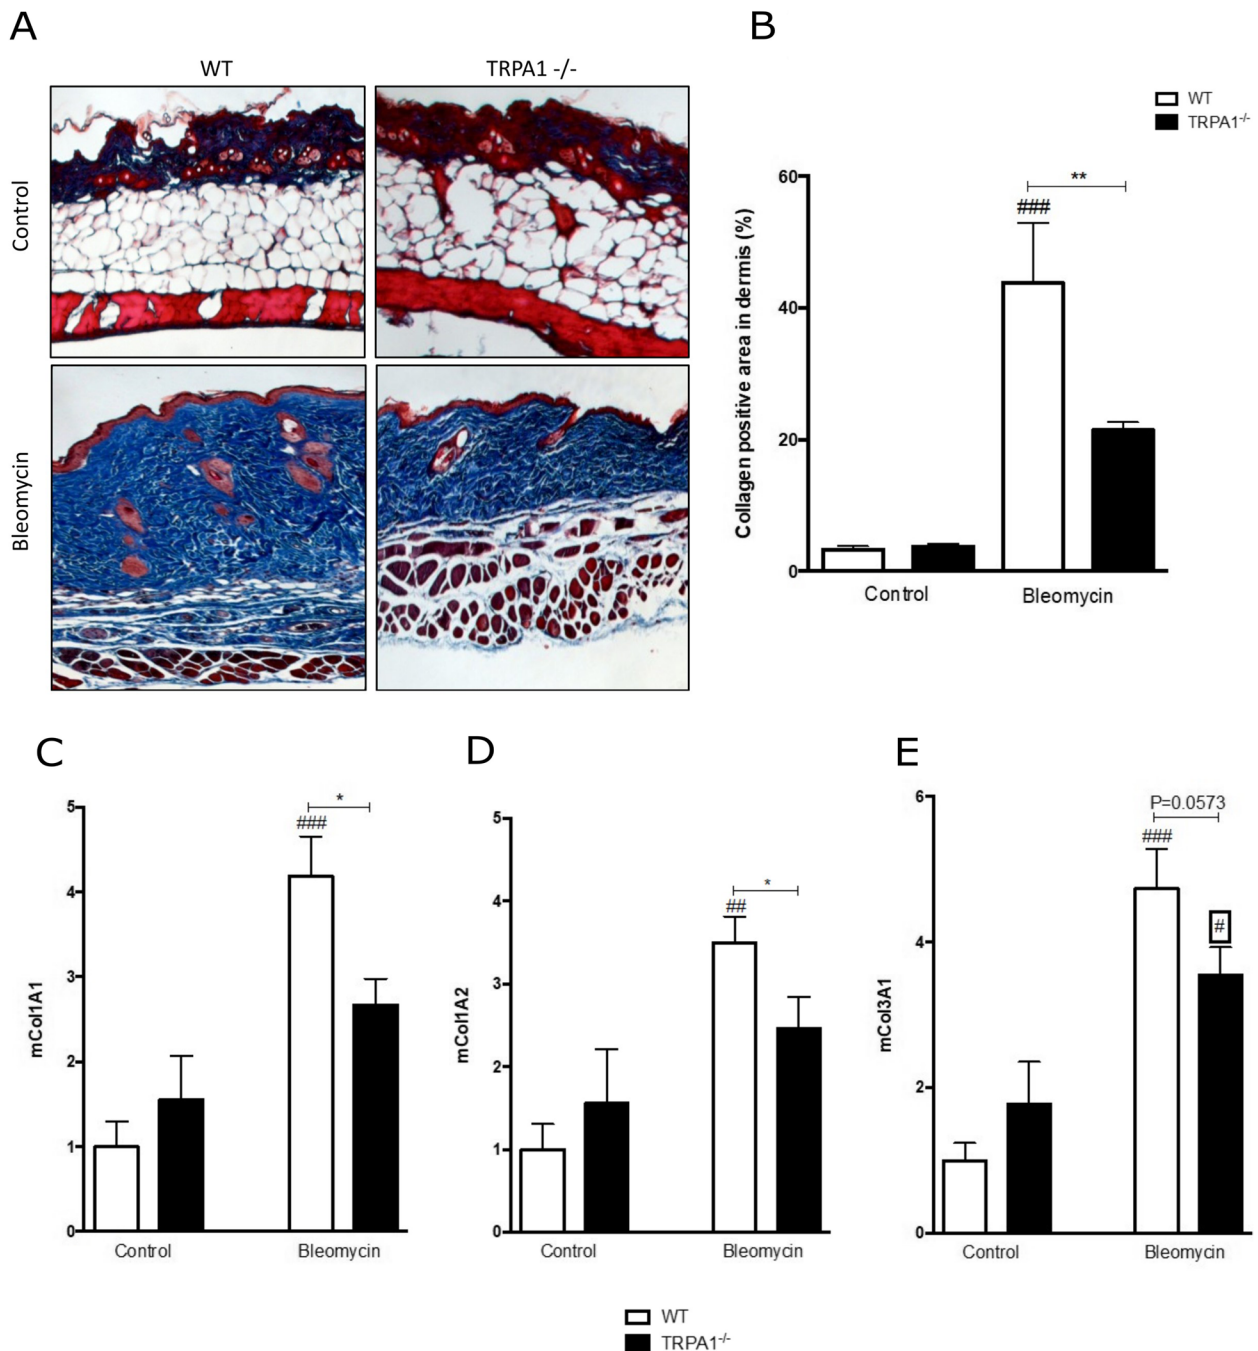 A
WT
TRPA1 -/-
Control
Bleomycin
B
WT
TRPA1-/-
Collagen positive area in dermis (%)
60
40
20
0
###
**
Control
Bleomycin
C
mCol1A1
5
4
3
2
1
0
###
*
Control
Bleomycin
D
mCol1A2
5
4
3
2
1
0
##
*
Control
Bleomycin
E
mCol3A1
6
4
2
0
P=0.0573
###
#
Control
Bleomycin
WT
TRPA1-/-